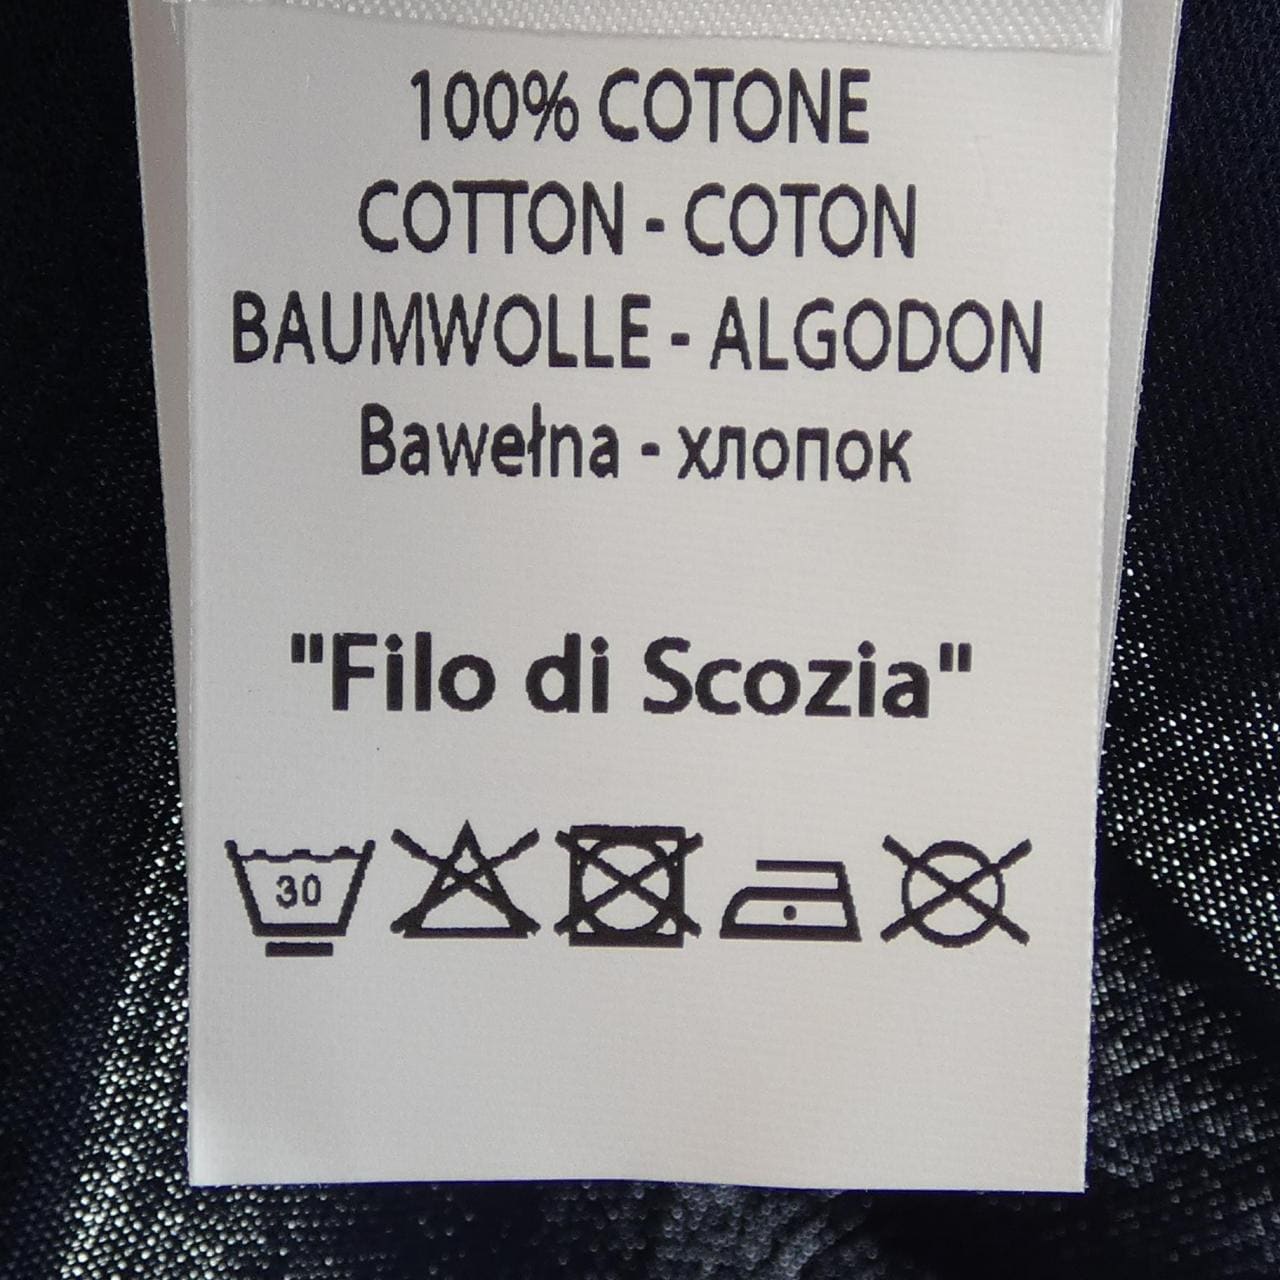 100% COTONE
COTTON - COTON
BAUMWOLLE - ALGODON
Bawełna - хлопок
"Filo di Scozia"
30